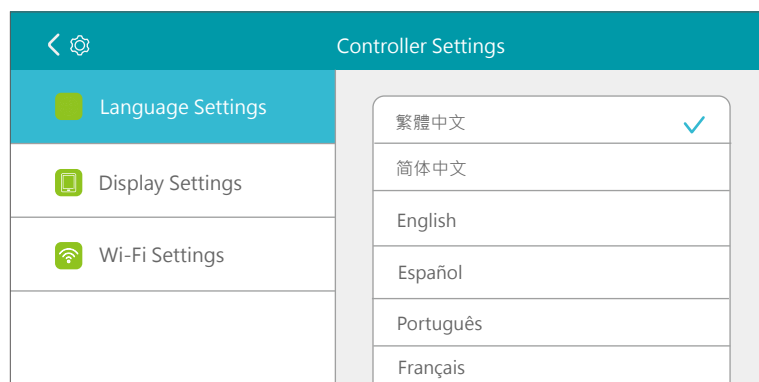 Controller Settings
Language Settings
Display Settings
Wi-Fi Settings
繁體中文
简体中文
English
Español
Português
Français